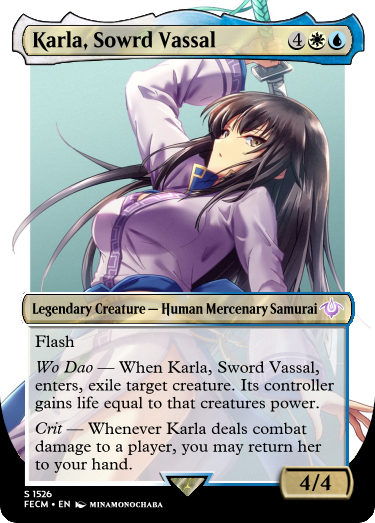 Karla, Sowrd Vassal 4
Legendary Creature — Human Mercenary Samurai
Flash
Wo Dao — When Karla, Sword Vassal,
enters, exile target creature. Its controller
gains life equal to that creatures power.
Crit — Whenever Karla deals combat
damage to a player, you may return her
to your hand.
4/4
S 1526
FECM • EN MINAMONOCHABA